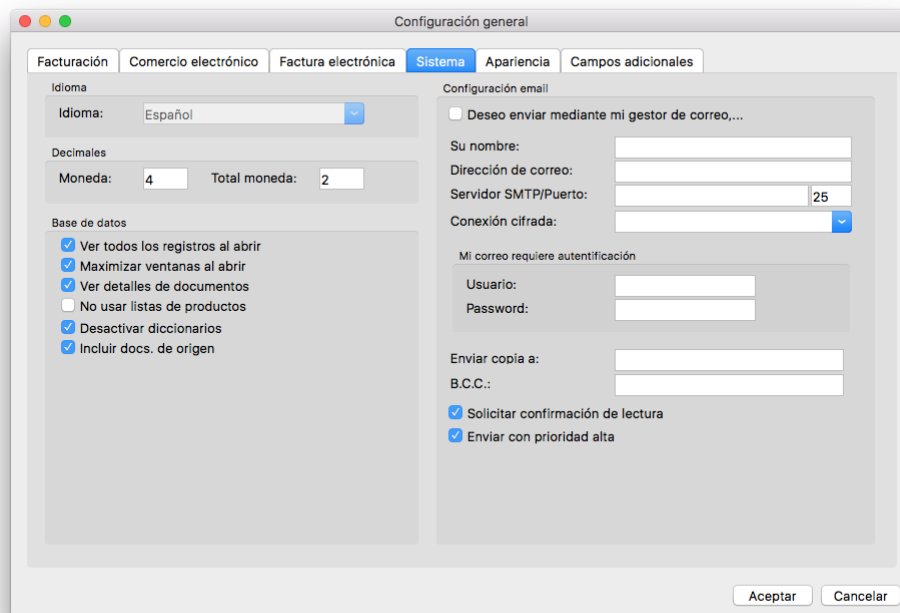 Configuración general
Facturación Comercio electrónico Factura electrónica Sistema Apariencia Campos adicionales
Idioma
Idioma: Español
Decimales
Moneda: 4 Total moneda: 2
Base de datos
Ver todos los registros al abrir
Maximizar ventanas al abrir
Ver detalles de documentos
No usar listas de productos
Desactivar diccionarios
Incluir docs. de origen
Configuración email
Deseo enviar mediante mi gestor de correo,...
Su nombre:
Dirección de correo:
Servidor SMTP/Puerto: 25
Conexión cifrada:
Mi correo requiere autentificación
Usuario:
Password:
Enviar copia a:
B.C.C.:
Solicitar confirmación de lectura
Enviar con prioridad alta
Aceptar Cancelar